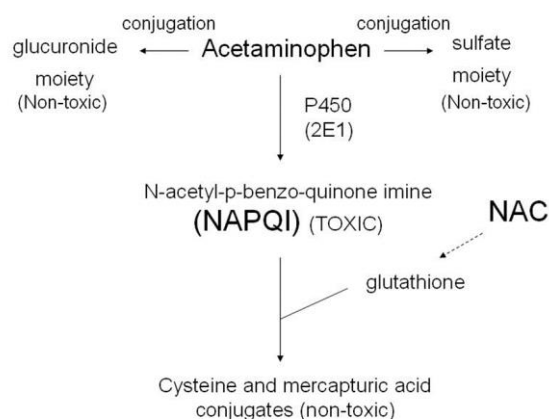 conjugation
conjugation
glucuronide
Acetaminophen
sulfate
moiety
(Non-toxic)
moiety
(Non-toxic)
P450
(2E1)
N-acetyl-p-benzo-quinone imine
(NAPQI) (TOXIC)
NAC
glutathione
Cysteine and mercapturic acid
conjugates (non-toxic)